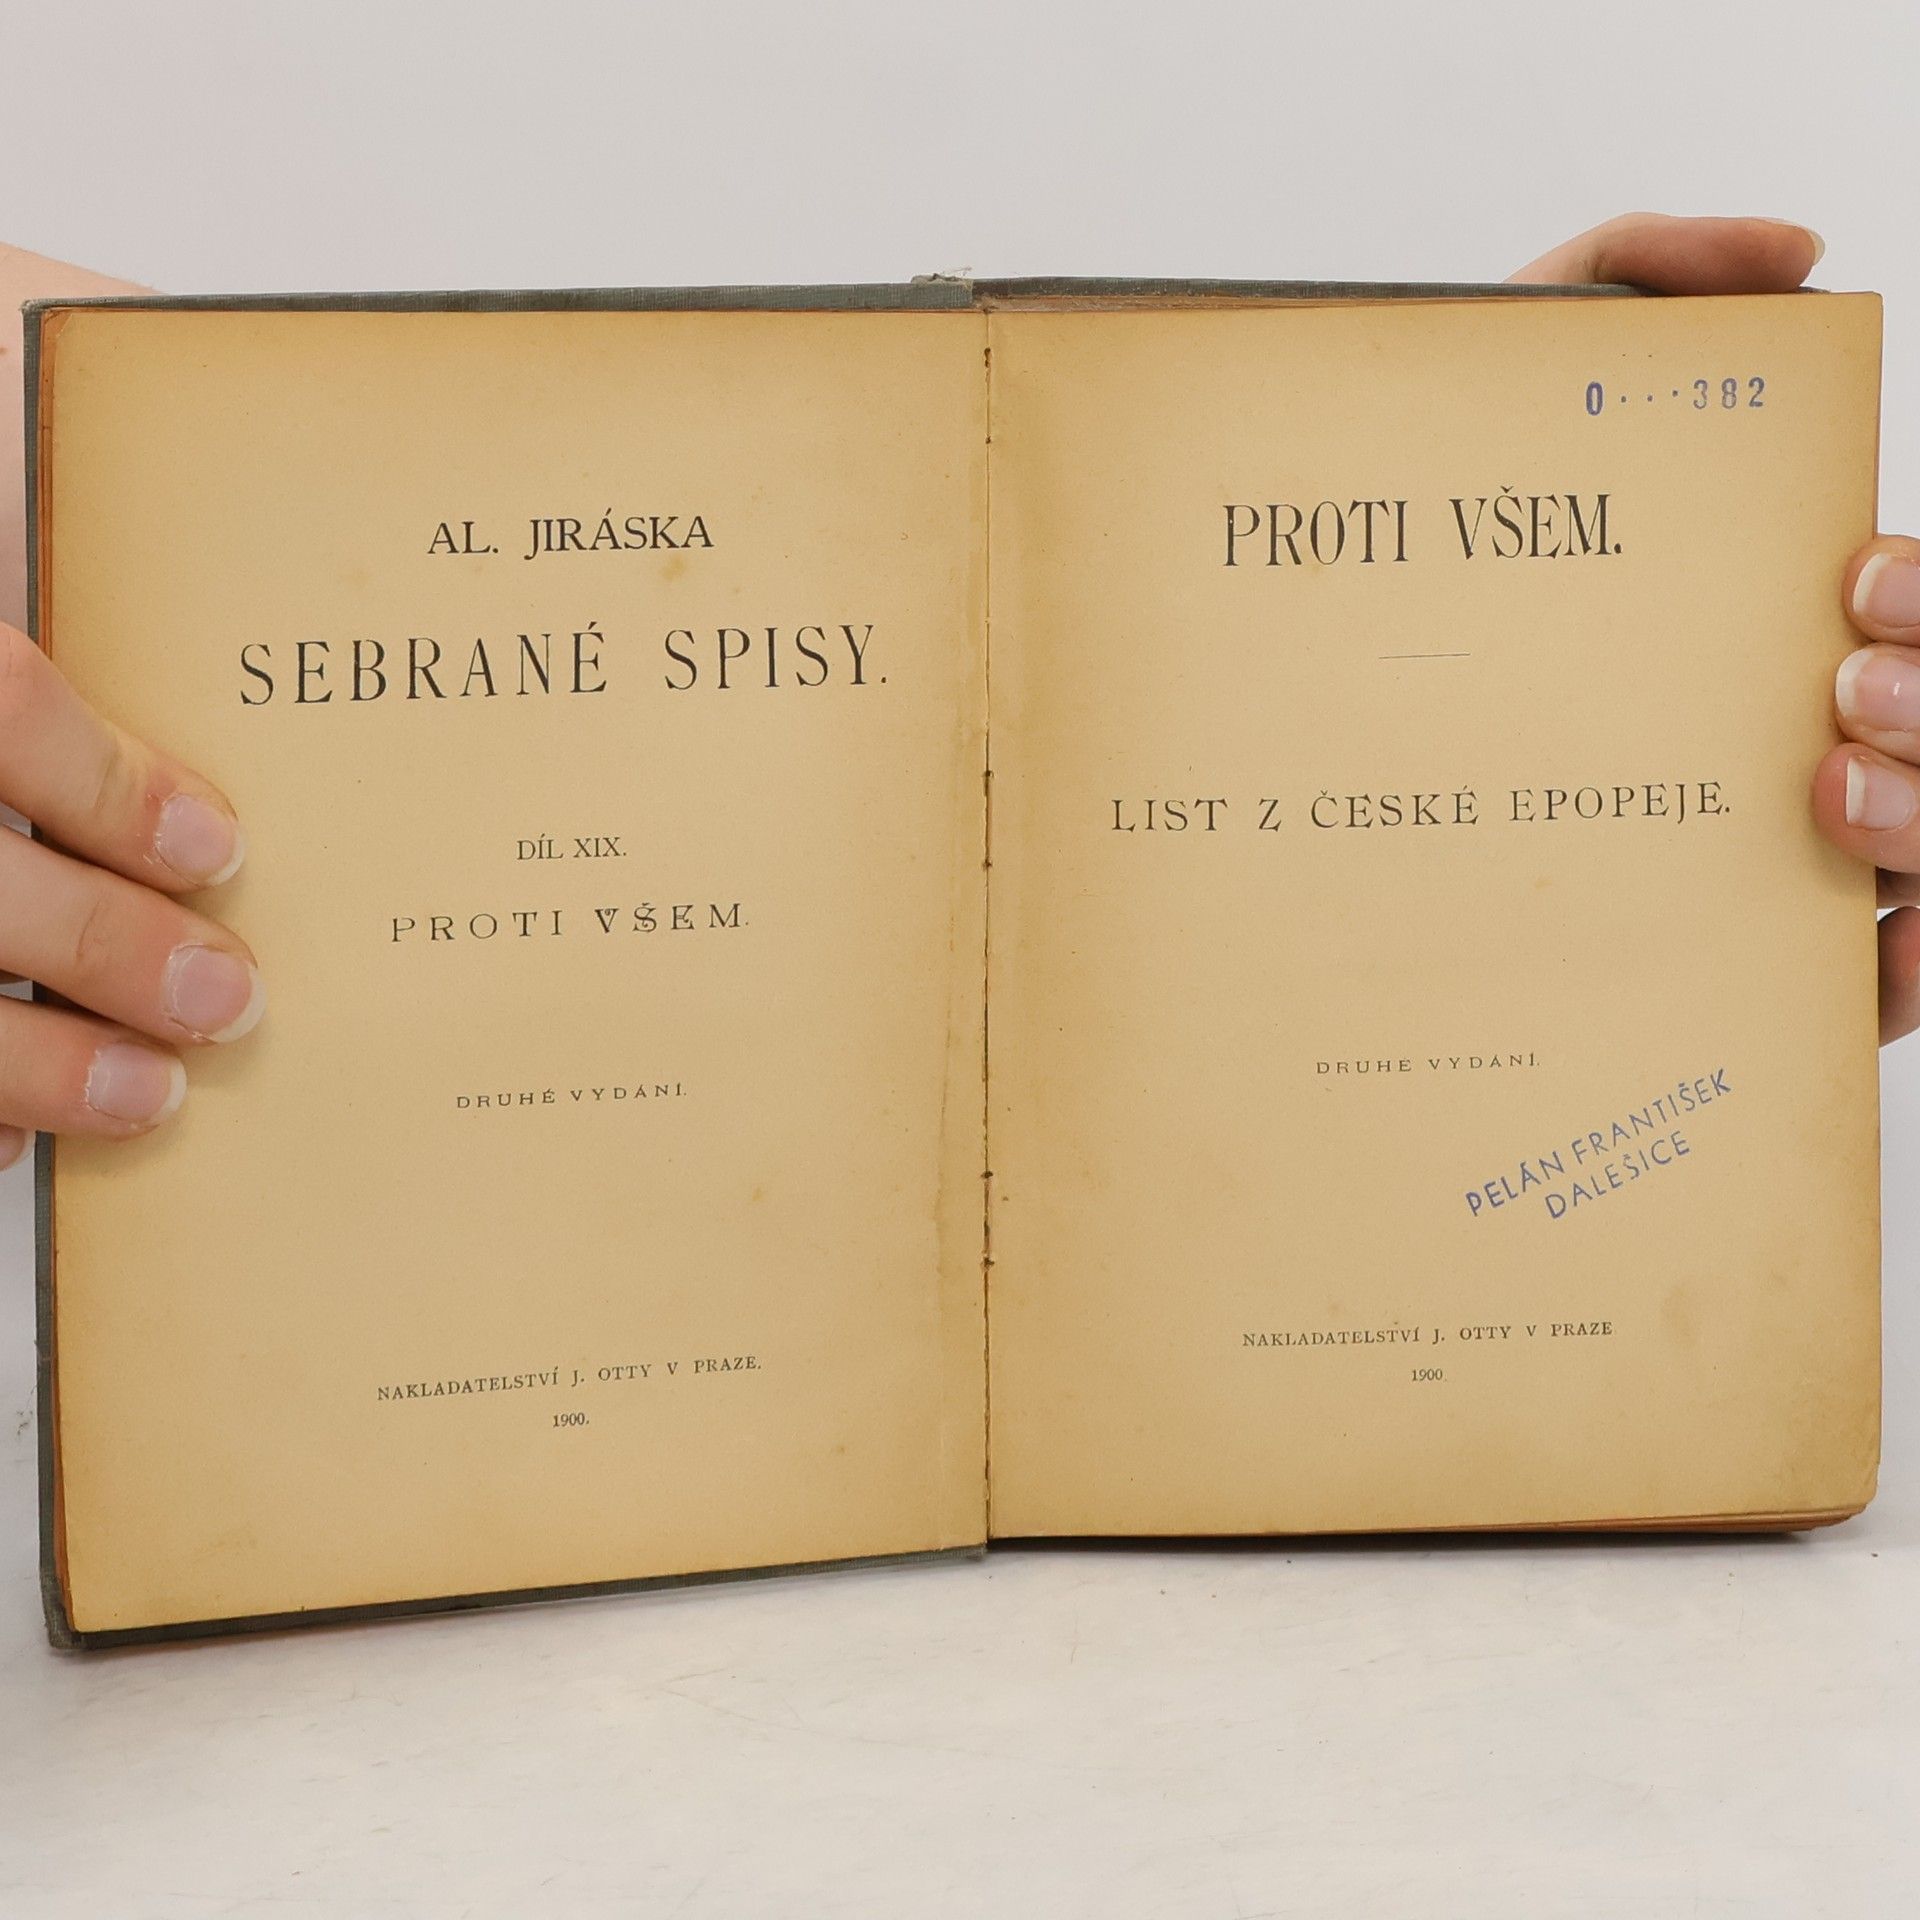 AL. JIRÁSKA
SEBRANÉ SPISY.
DÍL XIX.
PROTI VŠEM.
DRUHÉ VYDÁNÍ.
NAKLADATELSTVÍ J. OTTY V PRAZE.
1900.
0···382
PROTI VŠEM.
LIST Z ČESKÉ EPOPEJE.
DRUHÉ VYDÁNÍ.
PELÁN FRANTIŠEK
DALEŠICE
NAKLADATELSTVÍ J. OTTY V PRAZE
1900.